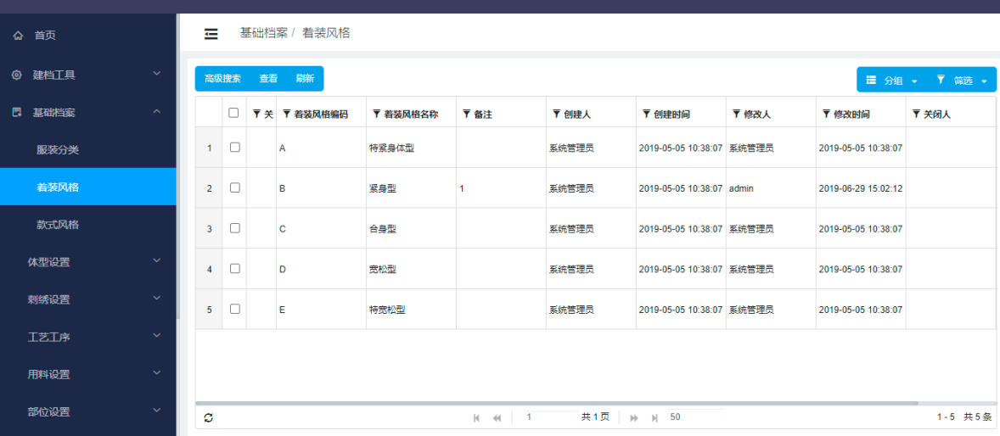 首页
建档工具
基础档案
服装分类
着装风格
款式风格
体型设置
刺绣设置
工艺工序
用料设置
部位设置
基础档案 / 着装风格
高级搜索 查看 刷新
分组 筛选
关 着装风格编码 着装风格名称 备注 创建人 创建时间 修改人 修改时间 关闭人
1 A 特紧身体型 系统管理员 2019-05-05 10:38:07 系统管理员 2019-05-05 10:38:07
2 B 紧身型 1 系统管理员 2019-05-05 10:38:07 admin 2019-06-29 15:02:12
3 C 合身型 系统管理员 2019-05-05 10:38:07 系统管理员 2019-05-05 10:38:07
4 D 宽松型 系统管理员 2019-05-05 10:38:07 系统管理员 2019-05-05 10:38:07
5 E 特宽松型 系统管理员 2019-05-05 10:38:07 系统管理员 2019-05-05 10:38:07
1 共 1 页 50 1 - 5 共 5 条